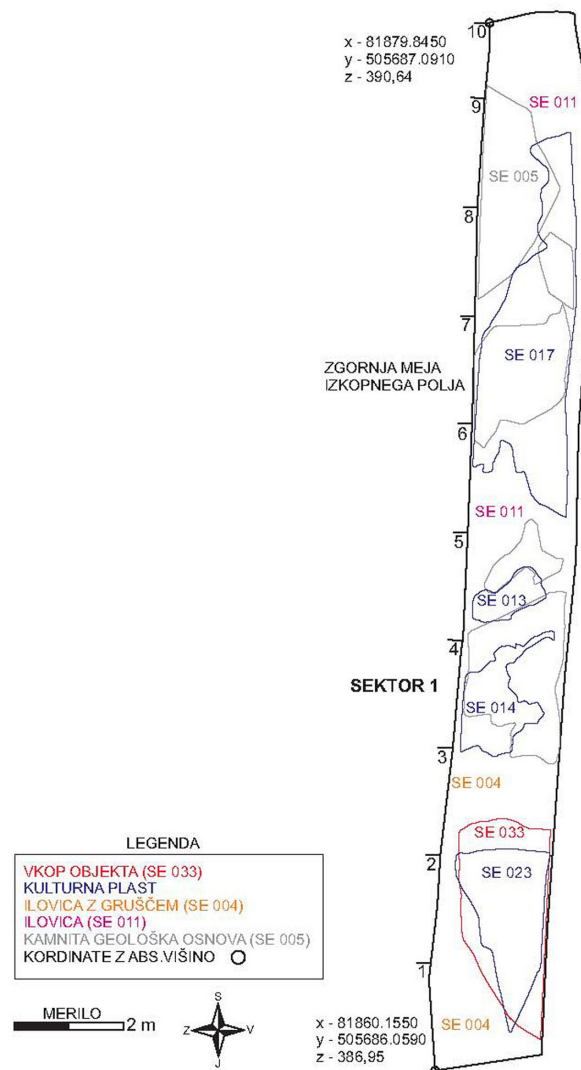 10
x - 81879.8450
y - 505687.0910
z - 390,64
9
SE 011
SE 005
8
7
SE 017
ZGORNJA MEJA
IZKOPNEGA POLJA
6
SE 011
5
SE 013
4
SEKTOR 1
SE 014
3
SE 004
SE 033
2
SE 023
LEGENDA
VKOP OBJEKTA (SE 033)
KULTURNA PLAST
ILOVICA Z GRUŠČEM (SE 004)
ILOVICA (SE 011)
KAMNITA GEOLOŠKA OSNOVA (SE 005)
KORDINATE Z ABS.VIŠINO
1
MERILO
2 m
S
Z
V
J
x - 81860.1550
y - 505686.0590
z - 386,95
SE 004